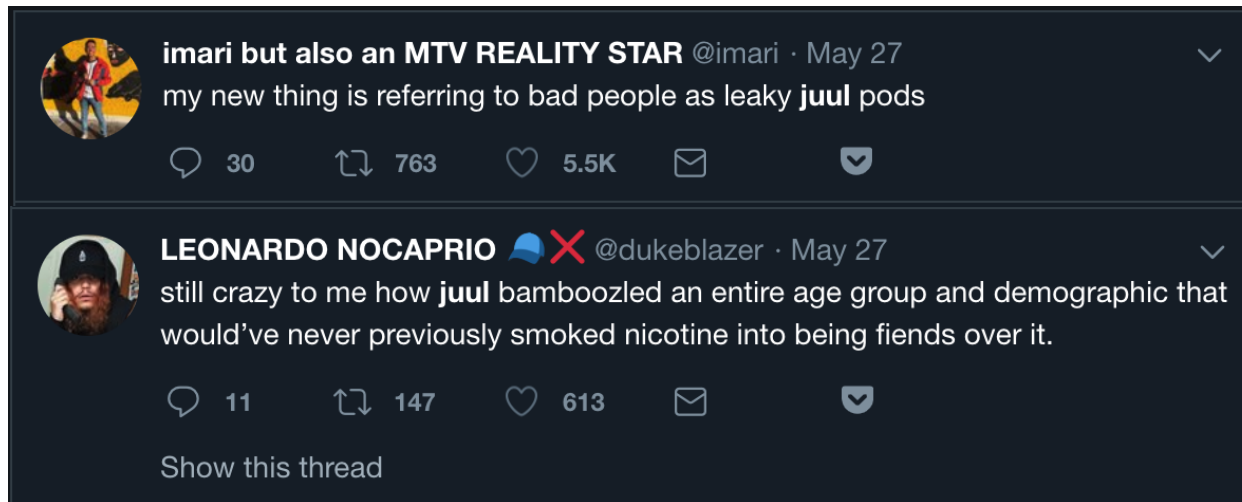 imari but also an MTV REALITY STAR @imari · May 27
my new thing is referring to bad people as leaky juul pods
30 763 5.5K
LEONARDO NOCAPRIO 🧢❌ @dukeblazer · May 27
still crazy to me how juul bamboozled an entire age group and demographic that
would’ve never previously smoked nicotine into being fiends over it.
11 147 613
Show this thread